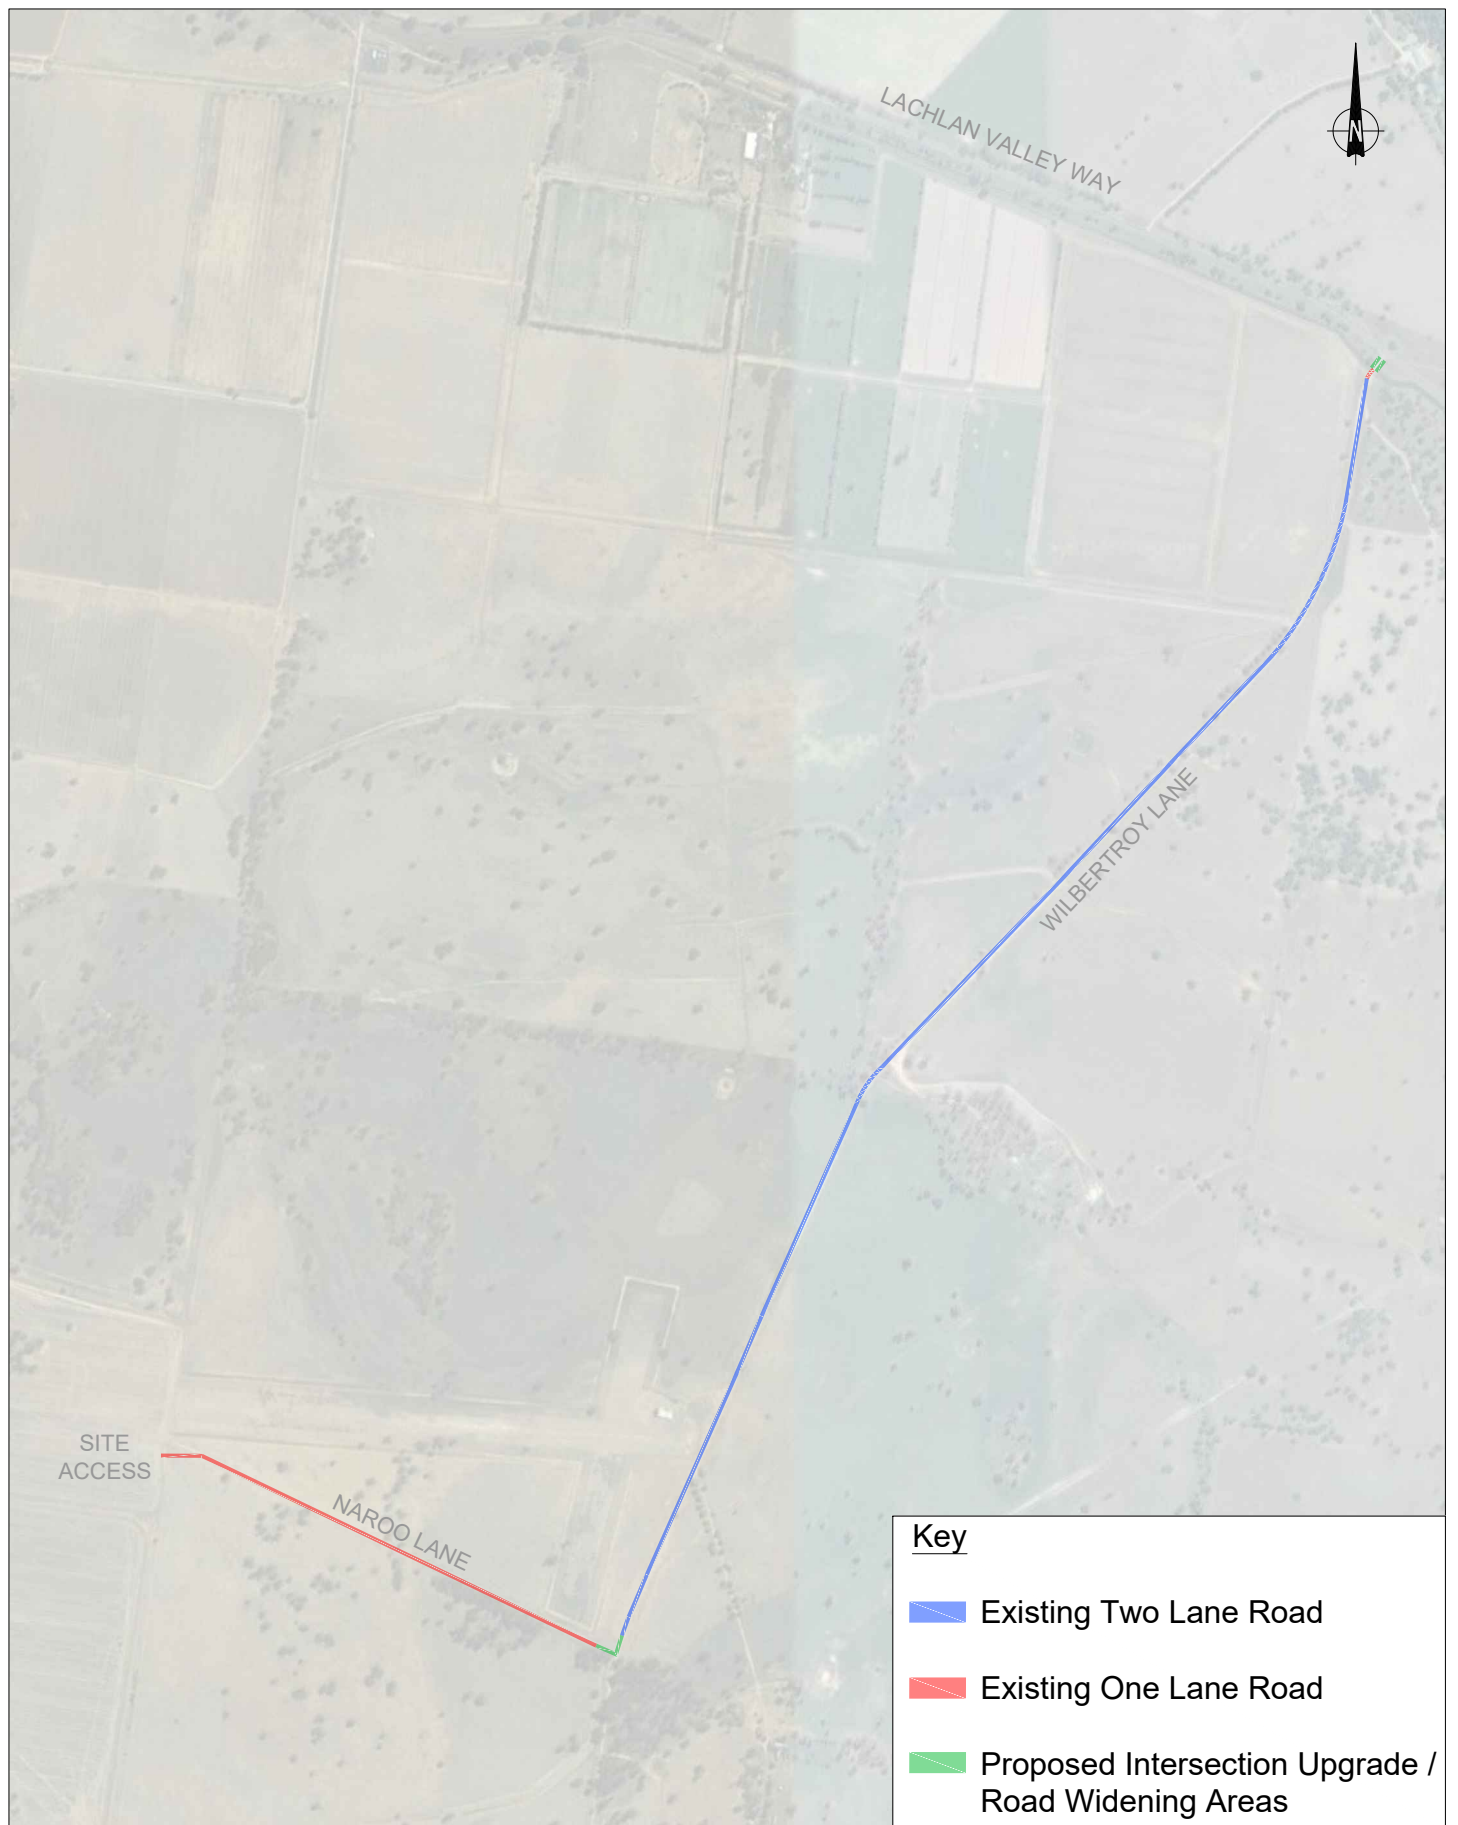 LACHLAN VALLEY WAY
N
WILBERTROY LANE
SITE
ACCESS
NAROO LANE
Key
Existing Two Lane Road
Existing One Lane Road
Proposed Intersection Upgrade /
Road Widening Areas